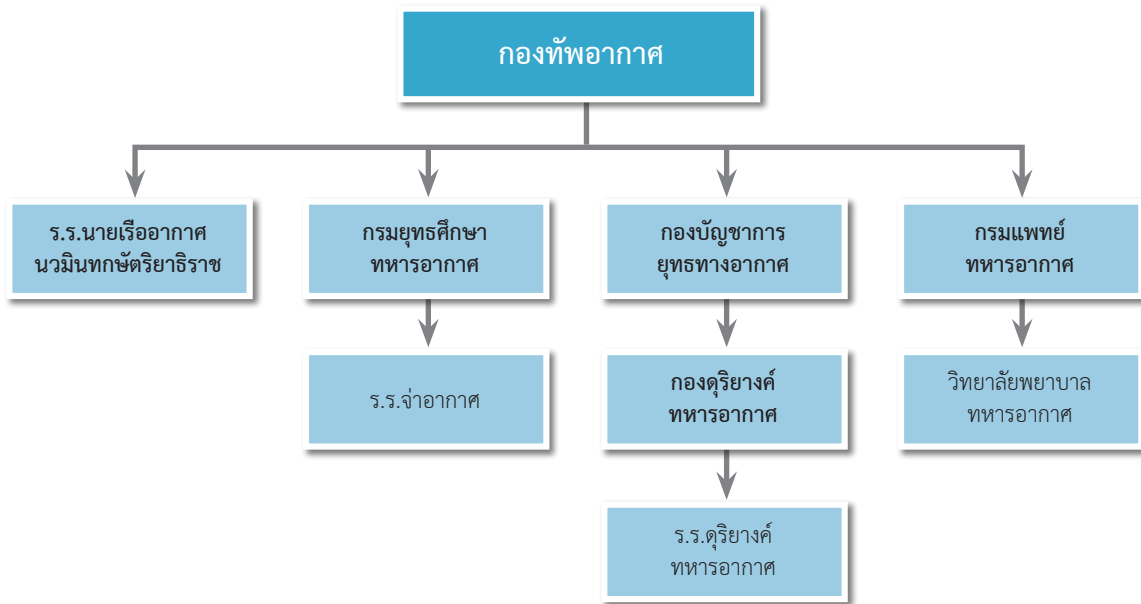 กองทัพอากาศ
ร.ร.นายเรืออากาศ
นวมินทกษัตริยาธิราช
กรมยุทธศึกษา
ทหารอากาศ
กองบัญชาการ
ยุทธทางอากาศ
กรมแพทย์
ทหารอากาศ
ร.ร.จ่าอากาศ
กองดุริยางค์
ทหารอากาศ
วิทยาลัยพยาบาล
ทหารอากาศ
ร.ร.ดุริยางค์
ทหารอากาศ